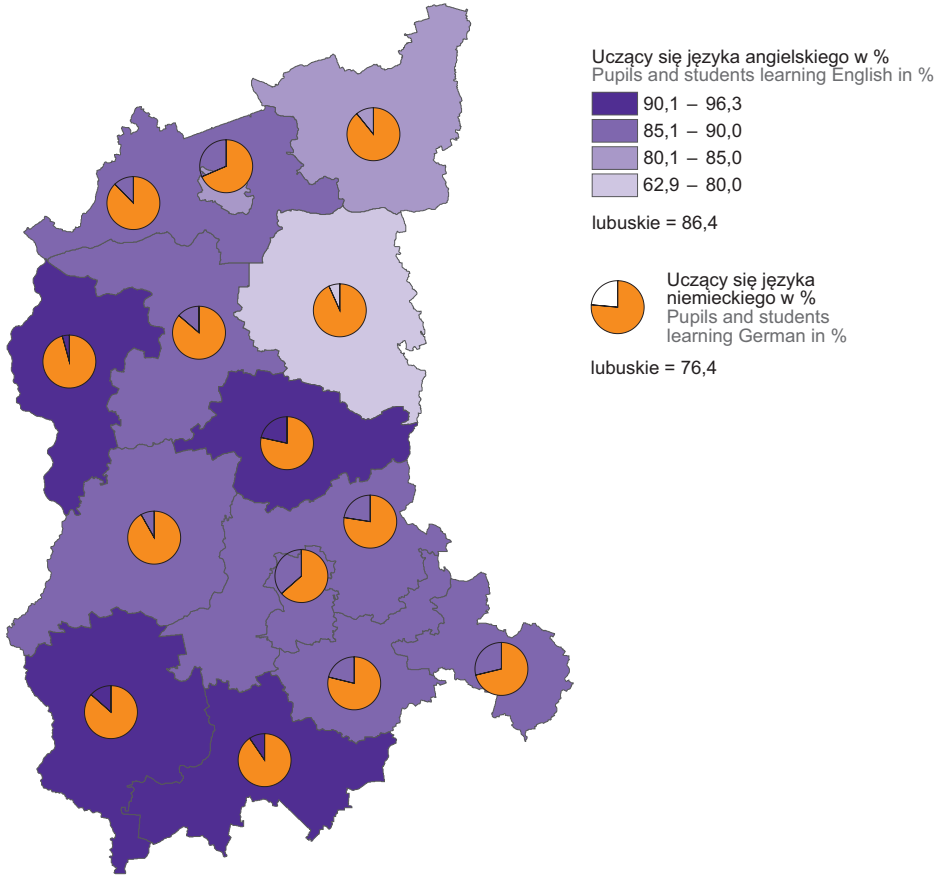 Uczący się języka angielskiego w %
Pupils and students learning English in %
90,1 – 96,3
85,1 – 90,0
80,1 – 85,0
62,9 – 80,0
lubuskie = 86,4
Uczący się języka
niemieckiego w %
Pupils and students
learning German in %
lubuskie = 76,4